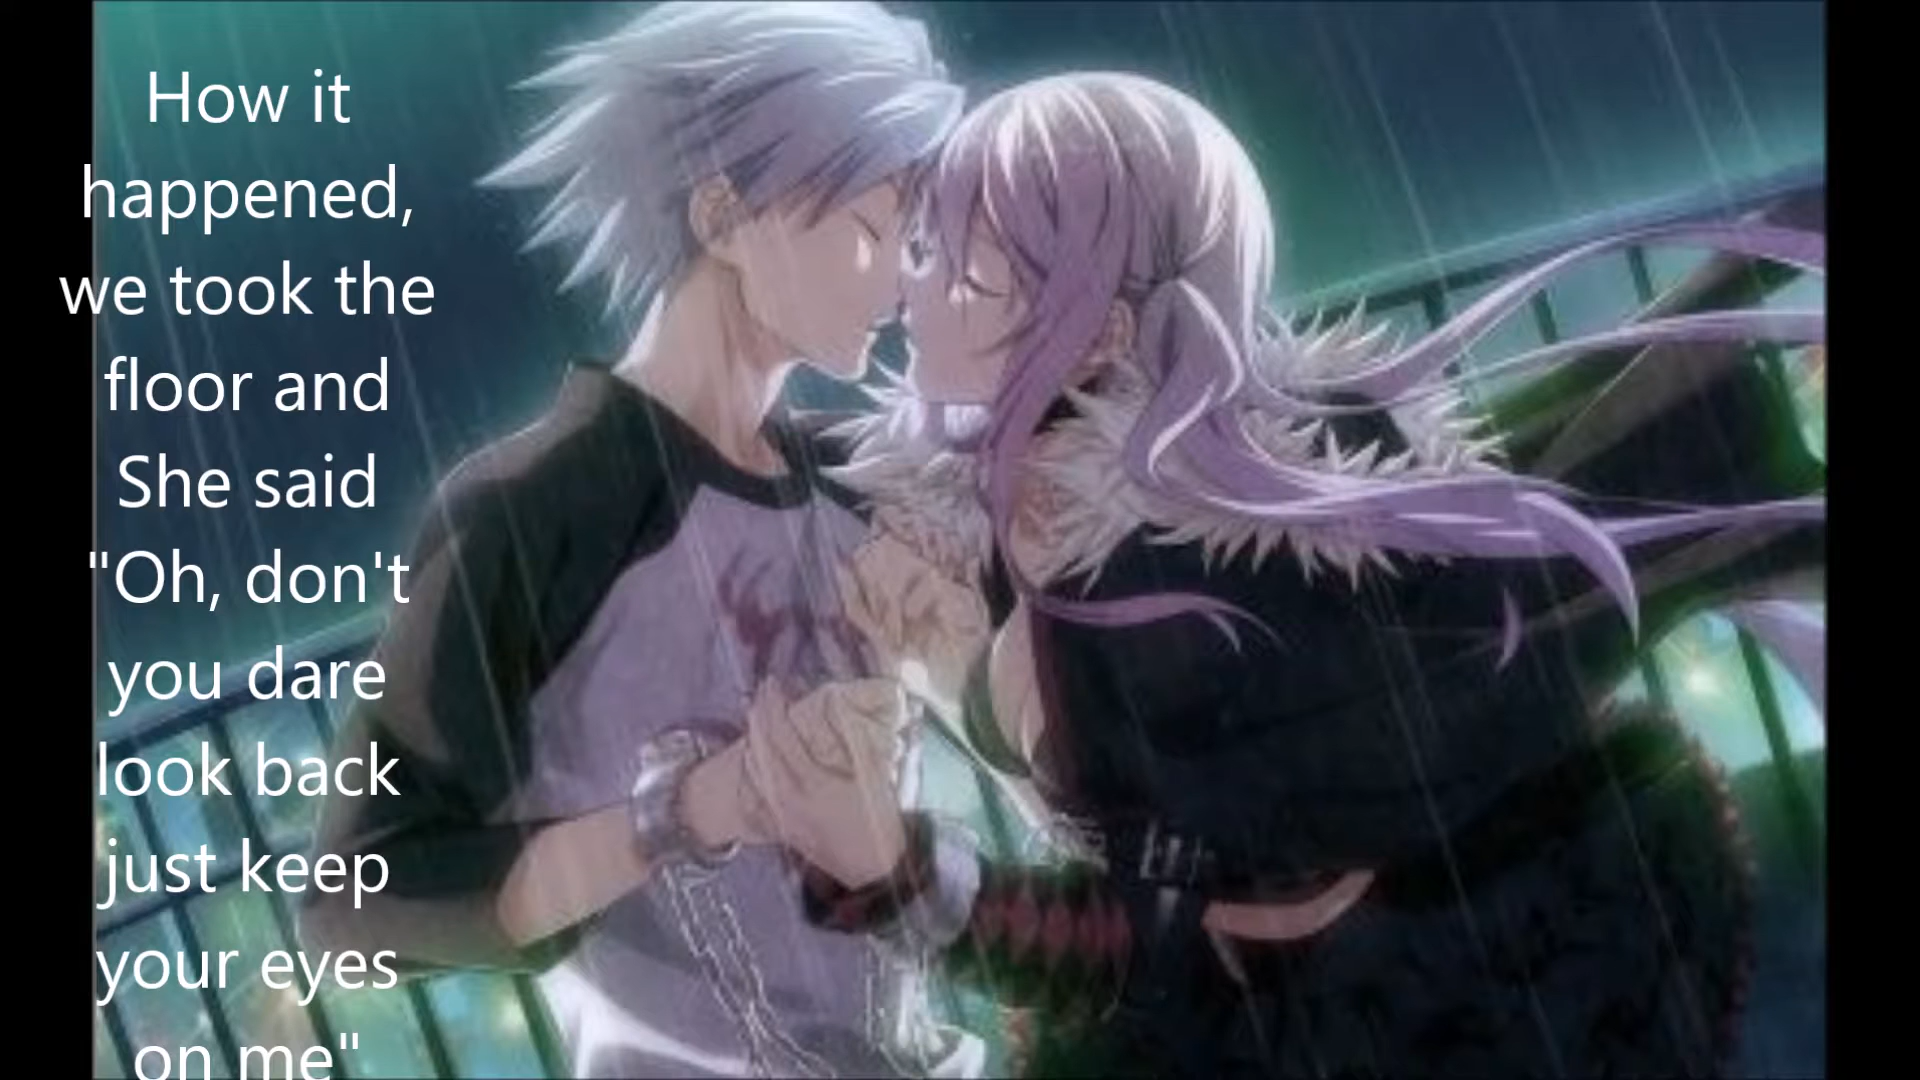 How it
happened,
we took the
floor and
She said
"Oh, don't
you dare
look back
just keep
your eyes
on me"